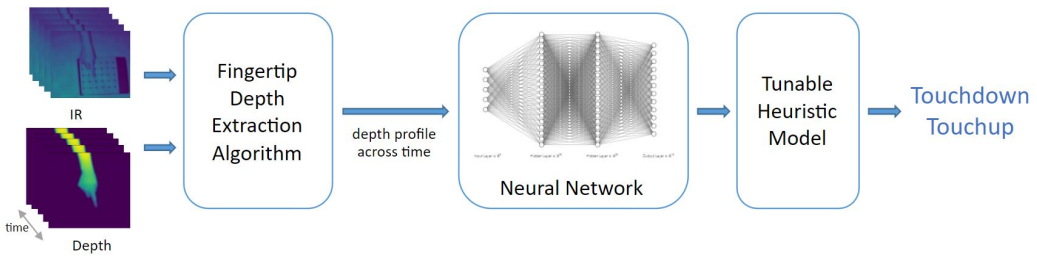 IR
Depth
time
Fingertip
Depth
Extraction
Algorithm
depth profile
across time
Neural Network
Tunable
Heuristic
Model
Touchdown
Touchup